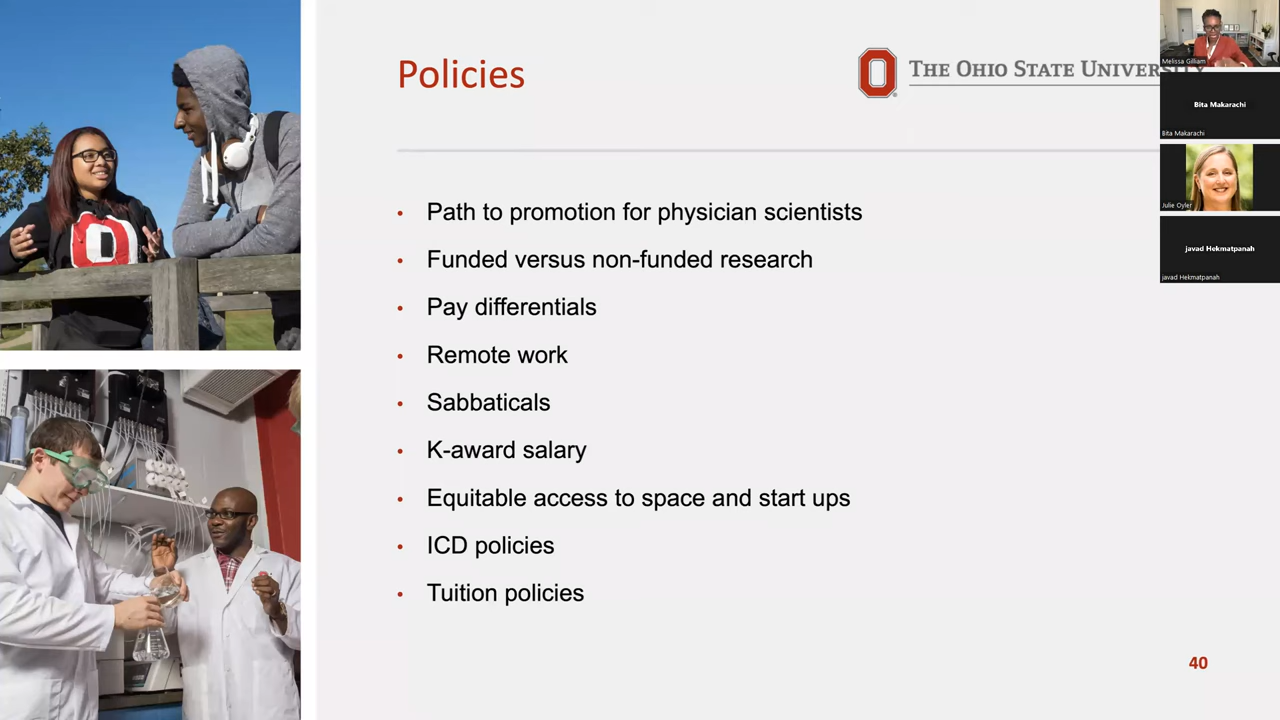 Policies
THE OHIO STATE UNIVERSITY
• Path to promotion for physician scientists
• Funded versus non-funded research
• Pay differentials
• Remote work
• Sabbaticals
• K-award salary
• Equitable access to space and start ups
• ICD policies
• Tuition policies
40
Melissa Gilliam
Bita Makarachi
Bita Makarachi
Julie Oyler
javad Hekmatpanah
javad Hekmatpanah